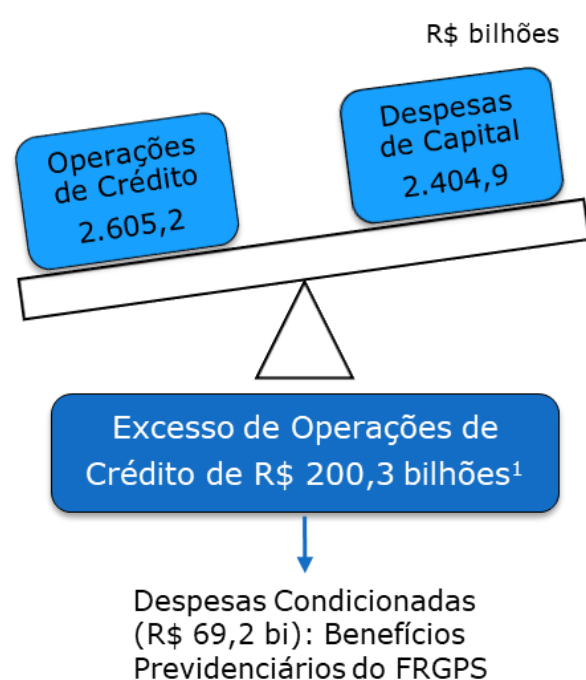 R$ bilhões
Operações
de Crédito
2.605,2
Despesas
de Capital
2.404,9
Excesso de Operações de
Crédito de R$ 200,3 bilhões¹
Despesas Condicionadas
(R$ 69,2 bi): Benefícios
Previdenciários do FRGPS